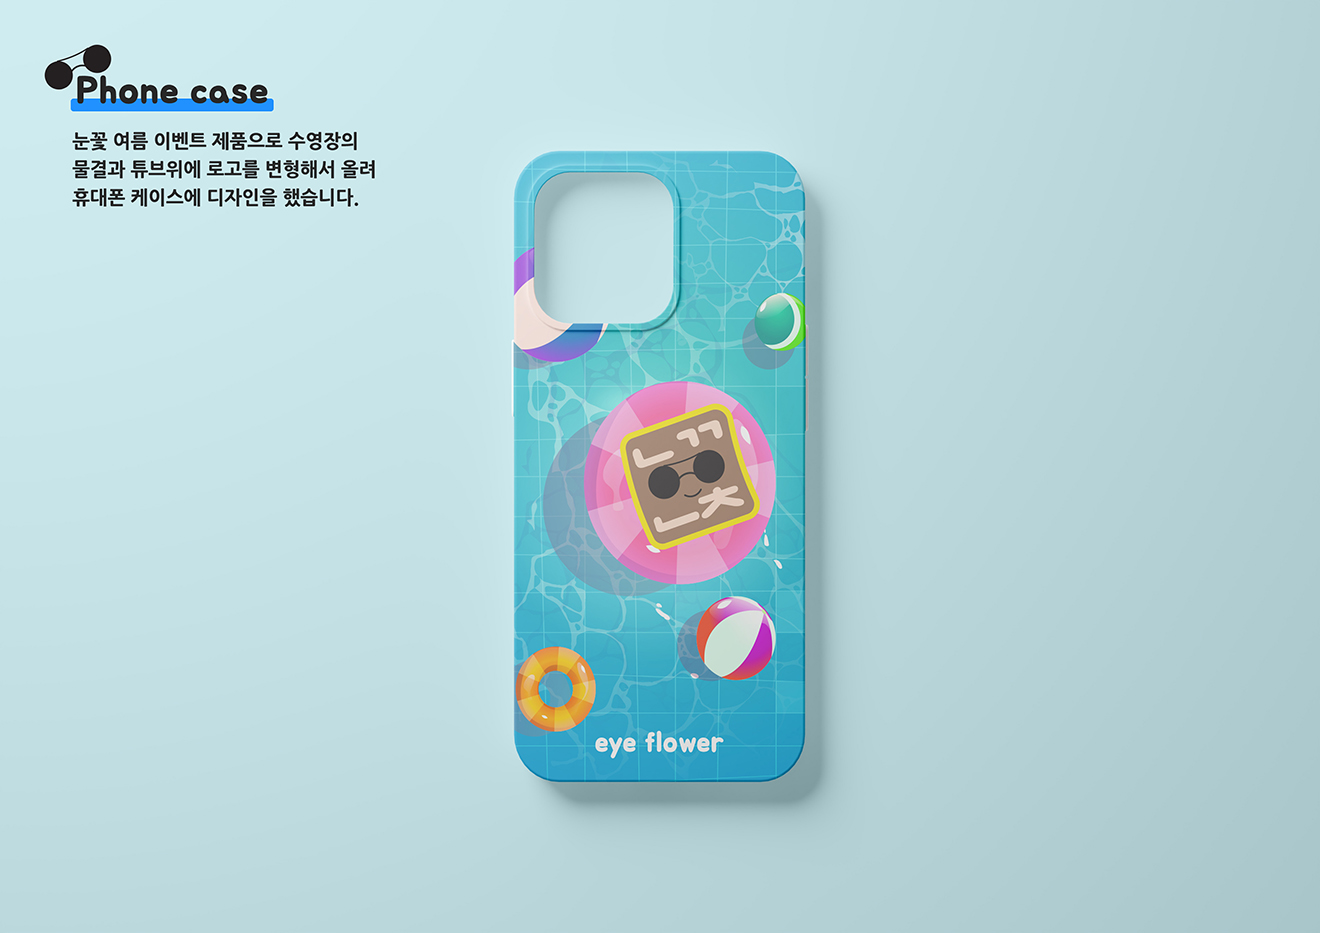 Phone case
눈꽃 여름 이벤트 제품으로 수영장의
물결과 튜브위에 로고를 변형해서 올려
휴대폰 케이스에 디자인을 했습니다.
ㄴㄲ
ㄴㅊ
eye flower